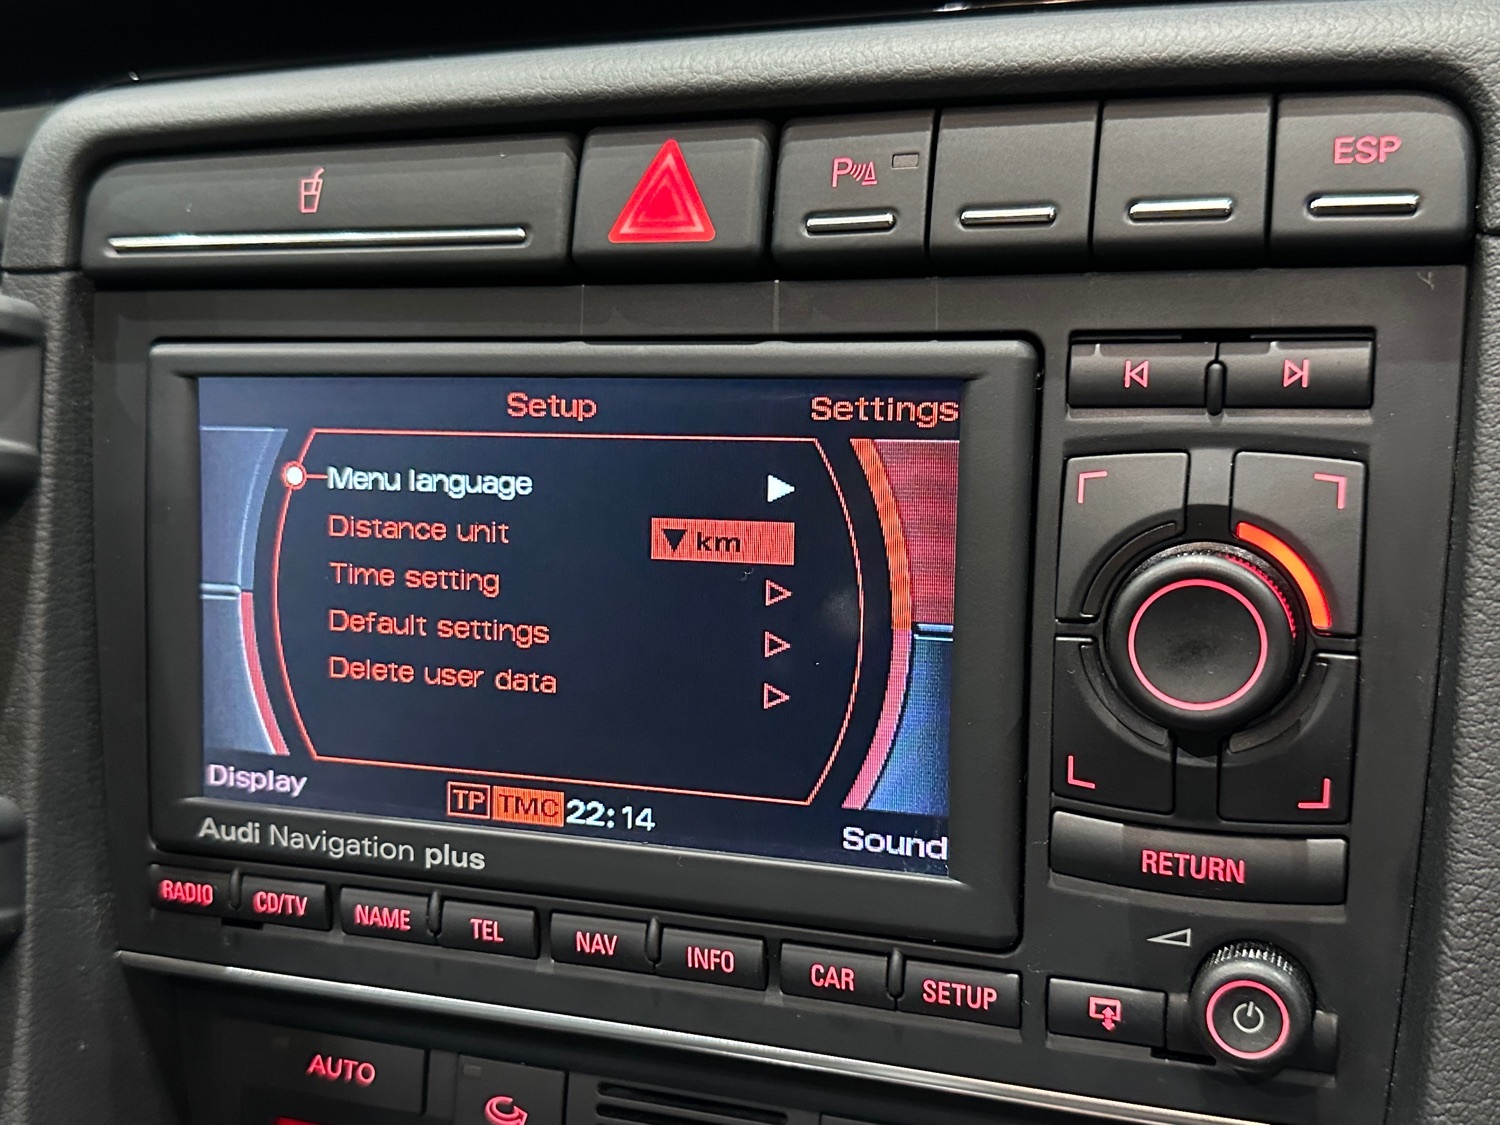 P
ESP
Setup
Settings
Menu language
Distance unit
km
Time setting
Default settings
Delete user data
Display
TP TMC 22:14
Sound
Audi Navigation plus
RADIO CD/TV NAME TEL NAV INFO CAR SETUP
RETURN
AUTO